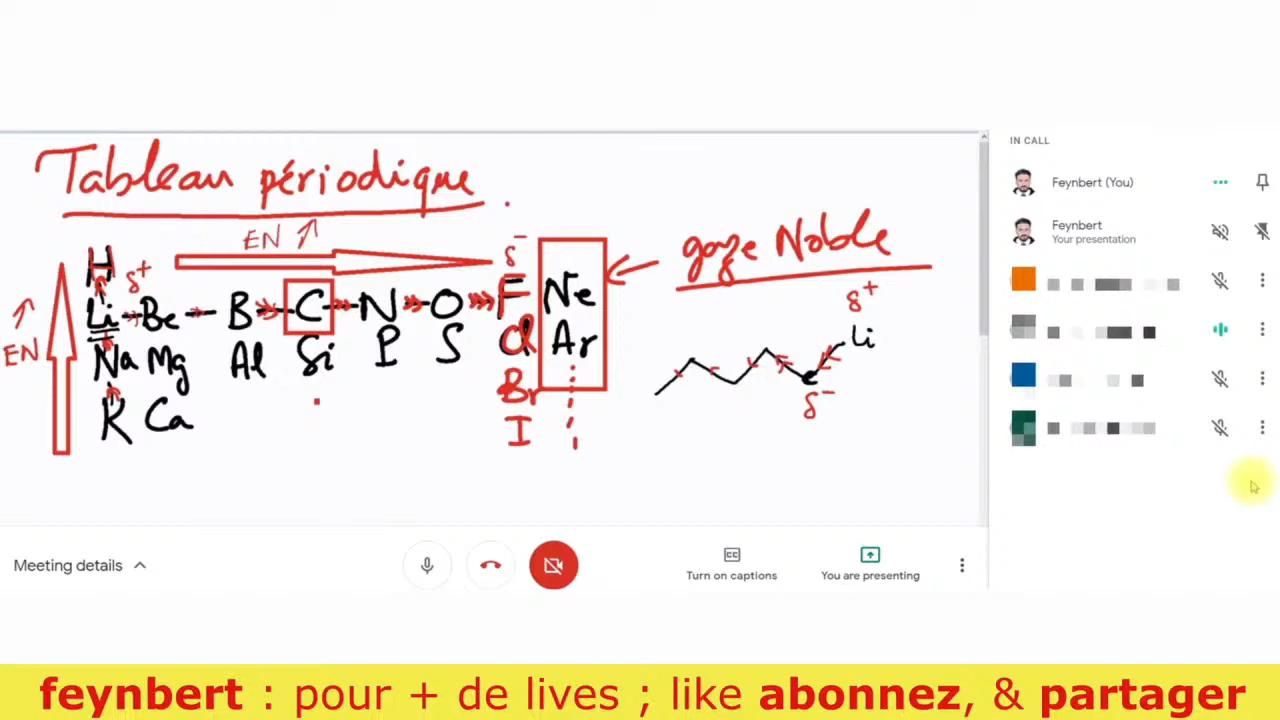 Tableau périodique
EN ↗
gaze Noble
H δ+ δ-
Li Be B C N O F Ne
Na Mg Al Si P S Cl Ar
K Ca Br
I
EN ↗
δ+
Li
e
δ-
IN CALL
Feynbert (You)
Feynbert
Your presentation
Meeting details
CC
Turn on captions
You are presenting
feynbert : pour + de lives ; like abonnez, & partager